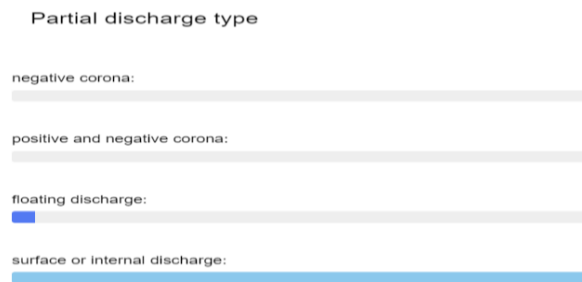 Partial discharge type
negative corona:
positive and negative corona:
floating discharge:
surface or internal discharge: